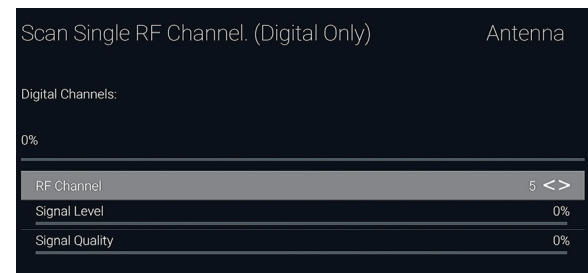 Scan Single RF Channel. (Digital Only) Antenna
Digital Channels:
0%
RF Channel 5 < >
Signal Level 0%
Signal Quality 0%